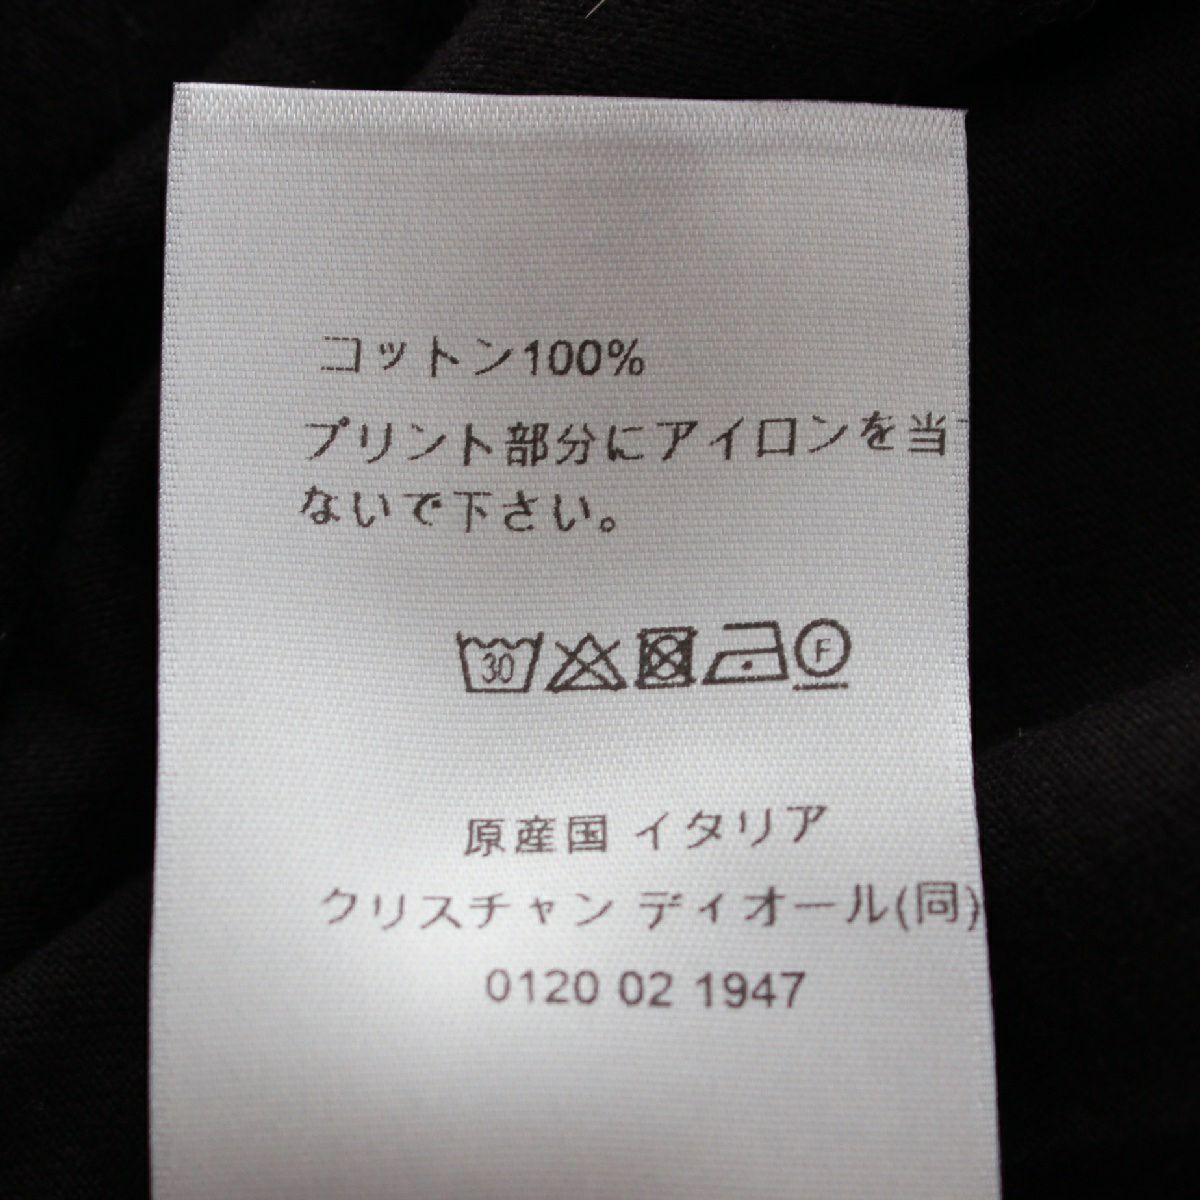 コットン100%
プリント部分にアイロンを当
ないで下さい。
30
F
原産国 イタリア
クリスチャン ディオール(同)
0120 02 1947